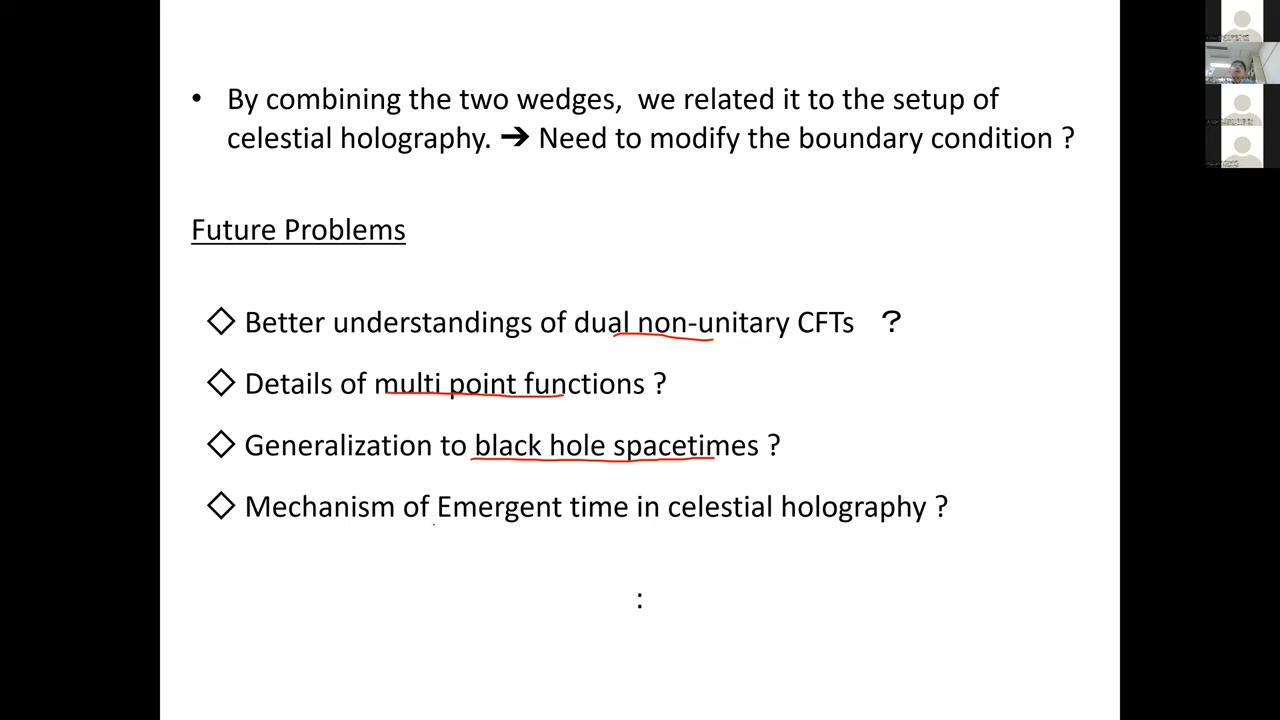 • By combining the two wedges, we related it to the setup of
celestial holography. ➔ Need to modify the boundary condition ?
Future Problems
◇ Better understandings of dual non-unitary CFTs ?
◇ Details of multi point functions ?
◇ Generalization to black hole spacetimes ?
◇ Mechanism of Emergent time in celestial holography ?
: